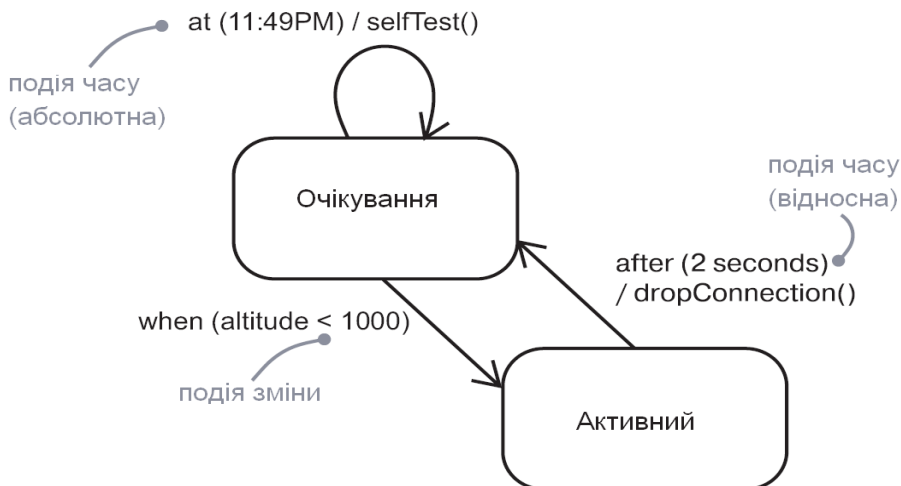 at (11:49PM) / selfTest()
подія часу
(абсолютна)
подія часу
(відносна)
Очікування
after (2 seconds)
/ dropConnection()
when (altitude < 1000)
подія зміни
Активний